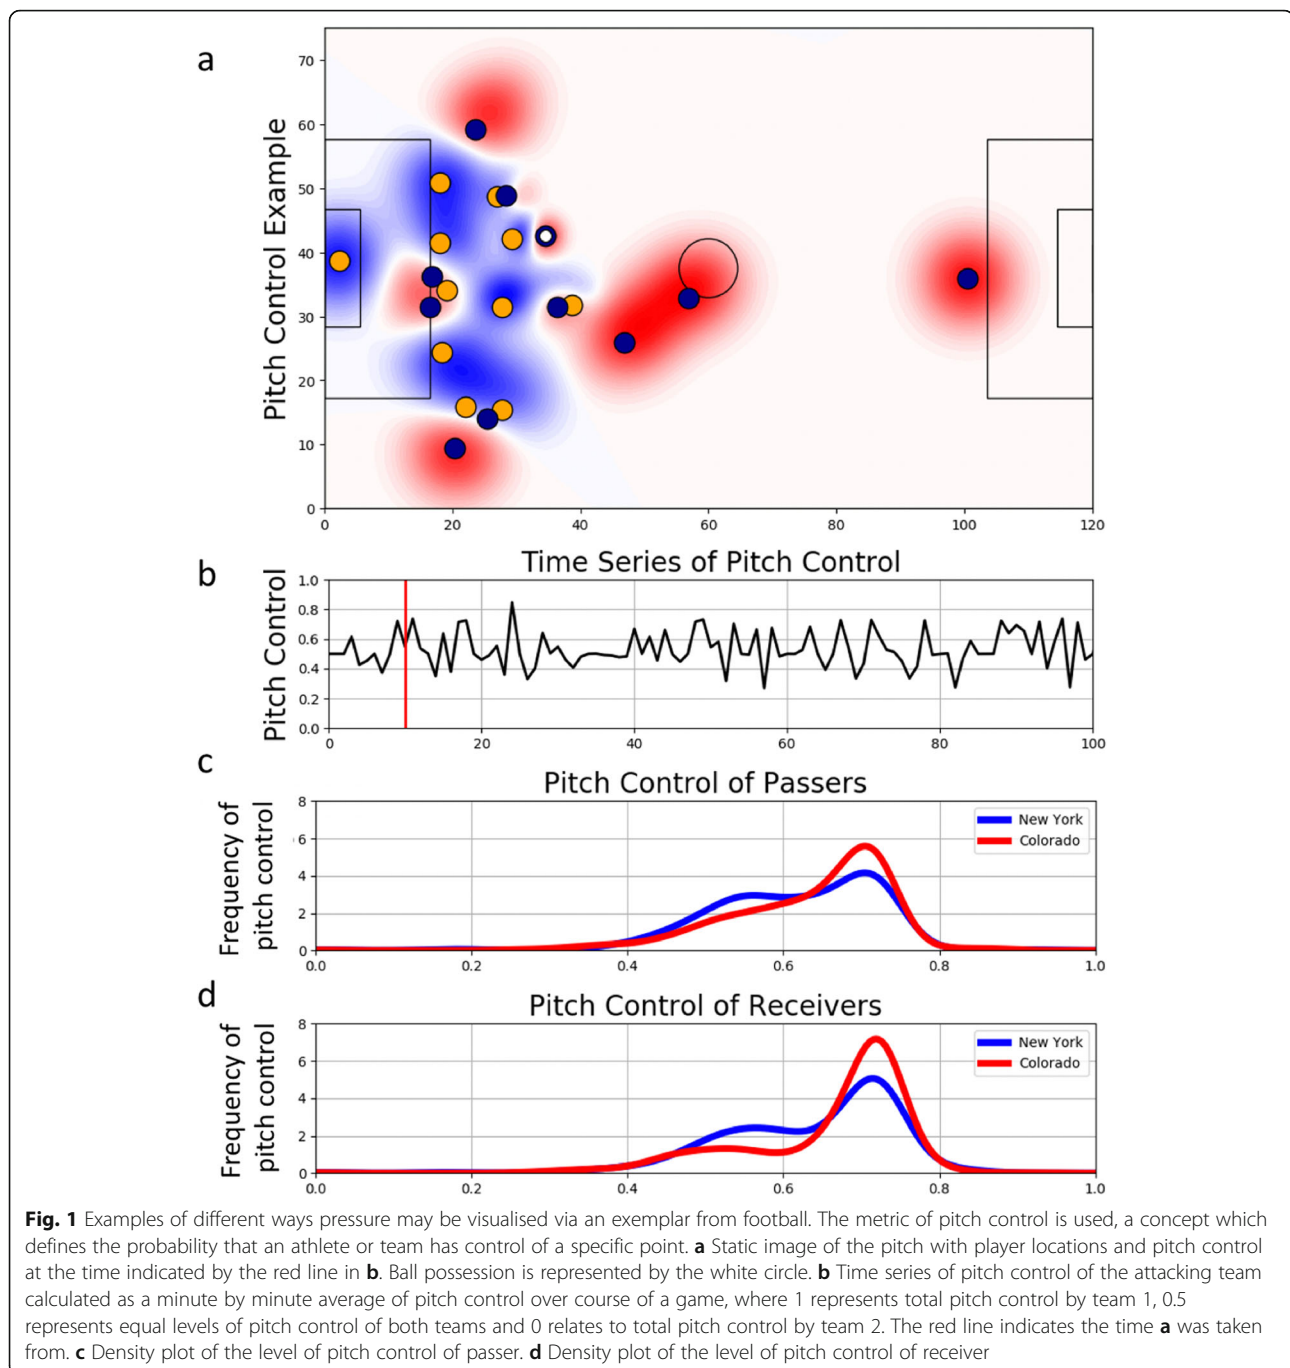 a
Pitch Control Example
70
60
50
40
30
20
10
0
0 20 40 60 80 100 120
b
Time Series of Pitch Control
Pitch Control
1.0
0.8
0.6
0.4
0.2
0.0
0 20 40 60 80 100
c
Pitch Control of Passers
Frequency of
pitch control
8
6
4
2
0
New York
Colorado
0.0 0.2 0.4 0.6 0.8 1.0
d
Pitch Control of Receivers
Frequency of
pitch control
8
6
4
2
0
New York
Colorado
0.0 0.2 0.4 0.6 0.8 1.0
Fig. 1 Examples of different ways pressure may be visualised via an exemplar from football. The metric of pitch control is used, a concept which
defines the probability that an athlete or team has control of a specific point. a Static image of the pitch with player locations and pitch control
at the time indicated by the red line in b. Ball possession is represented by the white circle. b Time series of pitch control of the attacking team
calculated as a minute by minute average of pitch control over course of a game, where 1 represents total pitch control by team 1, 0.5
represents equal levels of pitch control of both teams and 0 relates to total pitch control by team 2. The red line indicates the time a was taken
from. c Density plot of the level of pitch control of passer. d Density plot of the level of pitch control of receiver